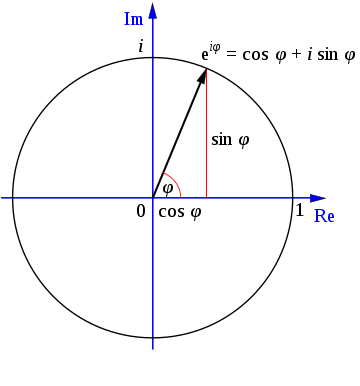 Im
i
e^{iφ} = cos φ + i sin φ
sin φ
φ
0
cos φ
1
Re